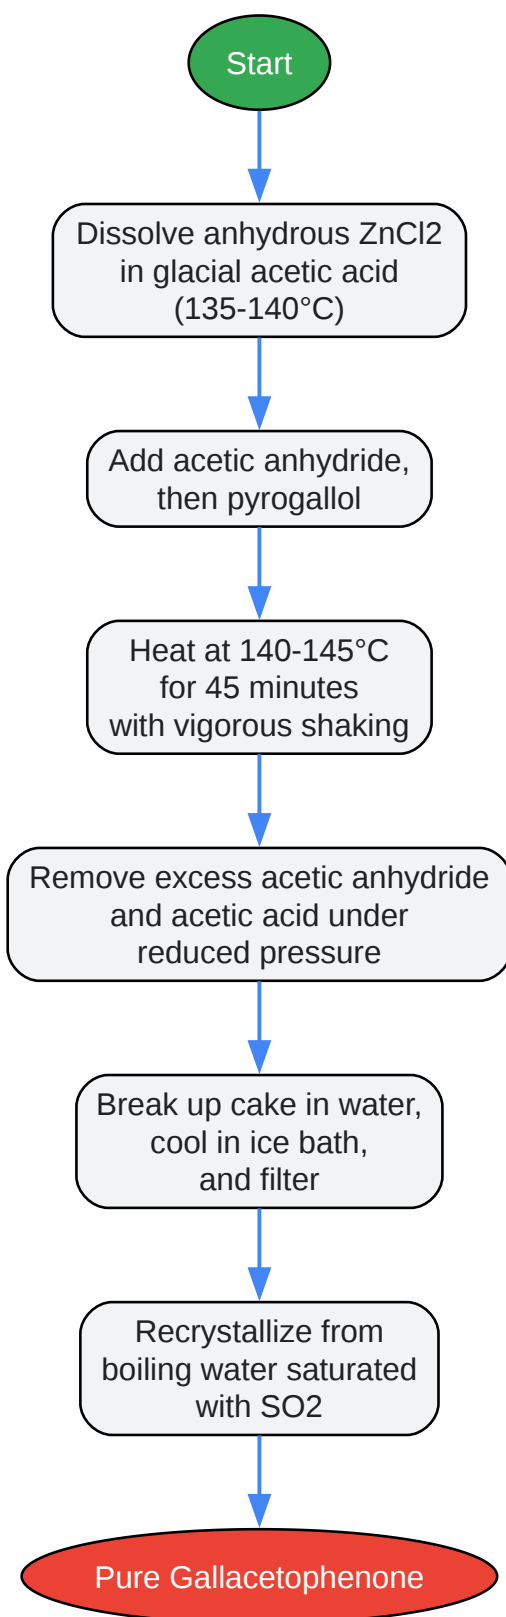 Start
Dissolve anhydrous ZnCl2
in glacial acetic acid
(135-140°C)
Add acetic anhydride,
then pyrogallol
Heat at 140-145°C
for 45 minutes
with vigorous shaking
Remove excess acetic anhydride
and acetic acid under
reduced pressure
Break up cake in water,
cool in ice bath,
and filter
Recrystallize from
boiling water saturated
with SO2
Pure Gallacetophenone